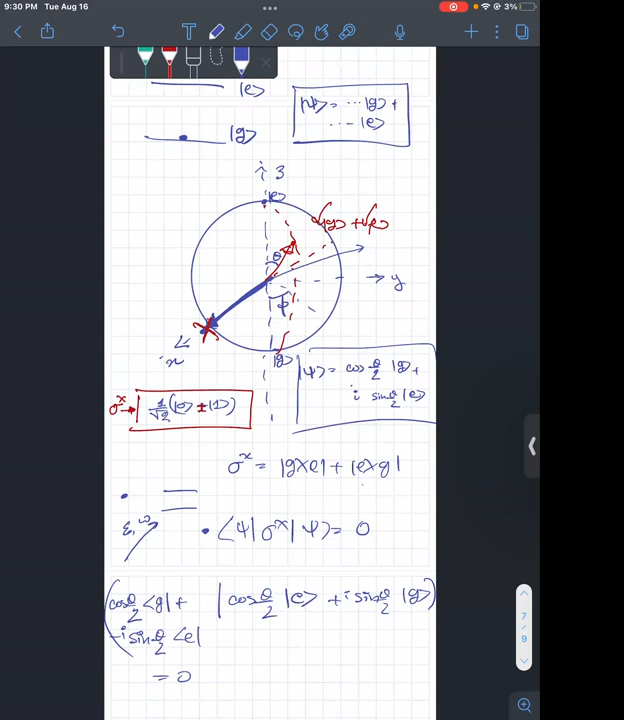 9:30 PM Tue Aug 16
3%
|e⟩
|ψ⟩ = ... |g⟩ +
... |e⟩
|g⟩
z
|e⟩
√|g⟩ + √|e⟩
θ
y
φ
|g⟩
x
|ψ⟩ = cos θ/2 |g⟩ +
i sin θ/2 |e⟩
σ^x → 1/√2 (|0⟩ ± |1⟩)
σ^x = |g⟩⟨e| + |e⟩⟨g|
ε, ω
• ⟨ψ|σ^x|ψ⟩ = 0
(cos θ/2 ⟨g| + | cos θ/2 |e⟩ + i sin θ/2 |g⟩)
-i sin θ/2 ⟨e|
= 0
7
/ 9